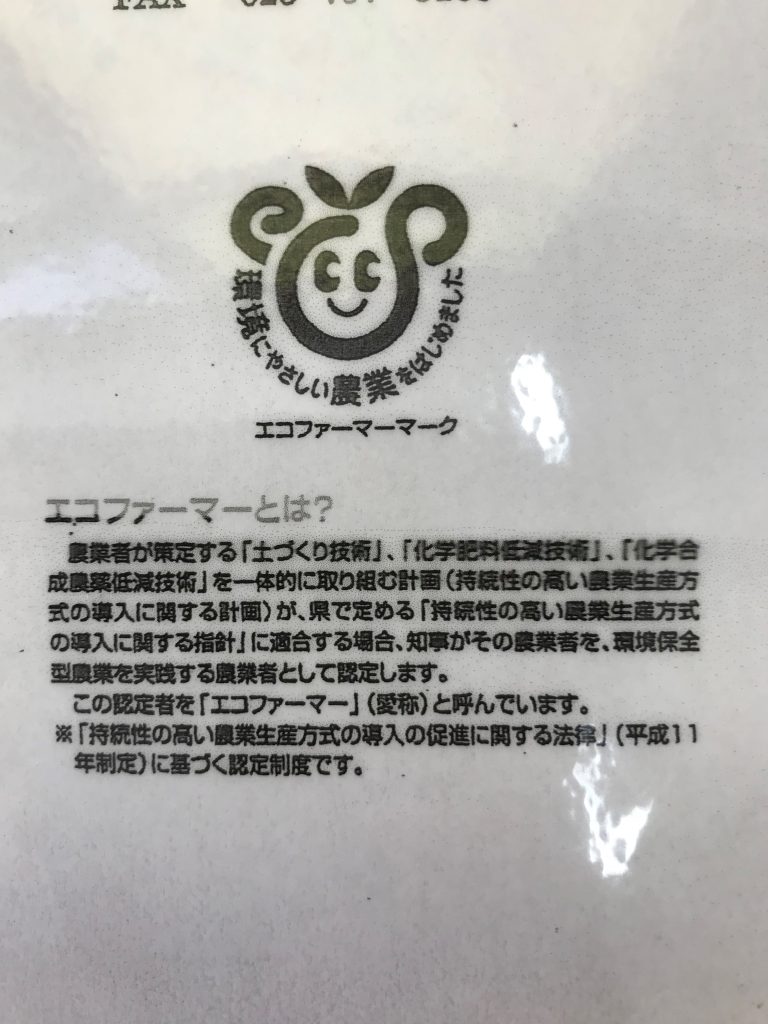 FAX
環境にやさしい農業をはじめました
エコファーマーマーク
エコファーマーとは?
農業者が策定する「土づくり技術」、「化学肥料低減技術」、「化学合
成農薬低減技術」を一体的に取り組む計画(持続性の高い農業生産方
式の導入に関する計画)が、県で定める「持続性の高い農業生産方式
の導入に関する指針」に適合する場合、知事がその農業者を、環境保全
型農業を実践する農業者として認定します。
この認定者を「エコファーマー」(愛称)と呼んでいます。
※「持続性の高い農業生産方式の導入の促進に関する法律」(平成11
年制定)に基づく認定制度です。